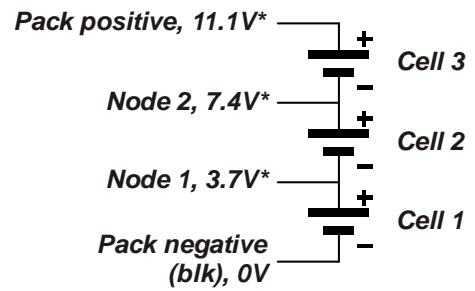 Pack positive, 11.1V*
+
Cell 3
–
Node 2, 7.4V*
+
Cell 2
–
Node 1, 3.7V*
+
Cell 1
–
Pack negative
(blk), 0V